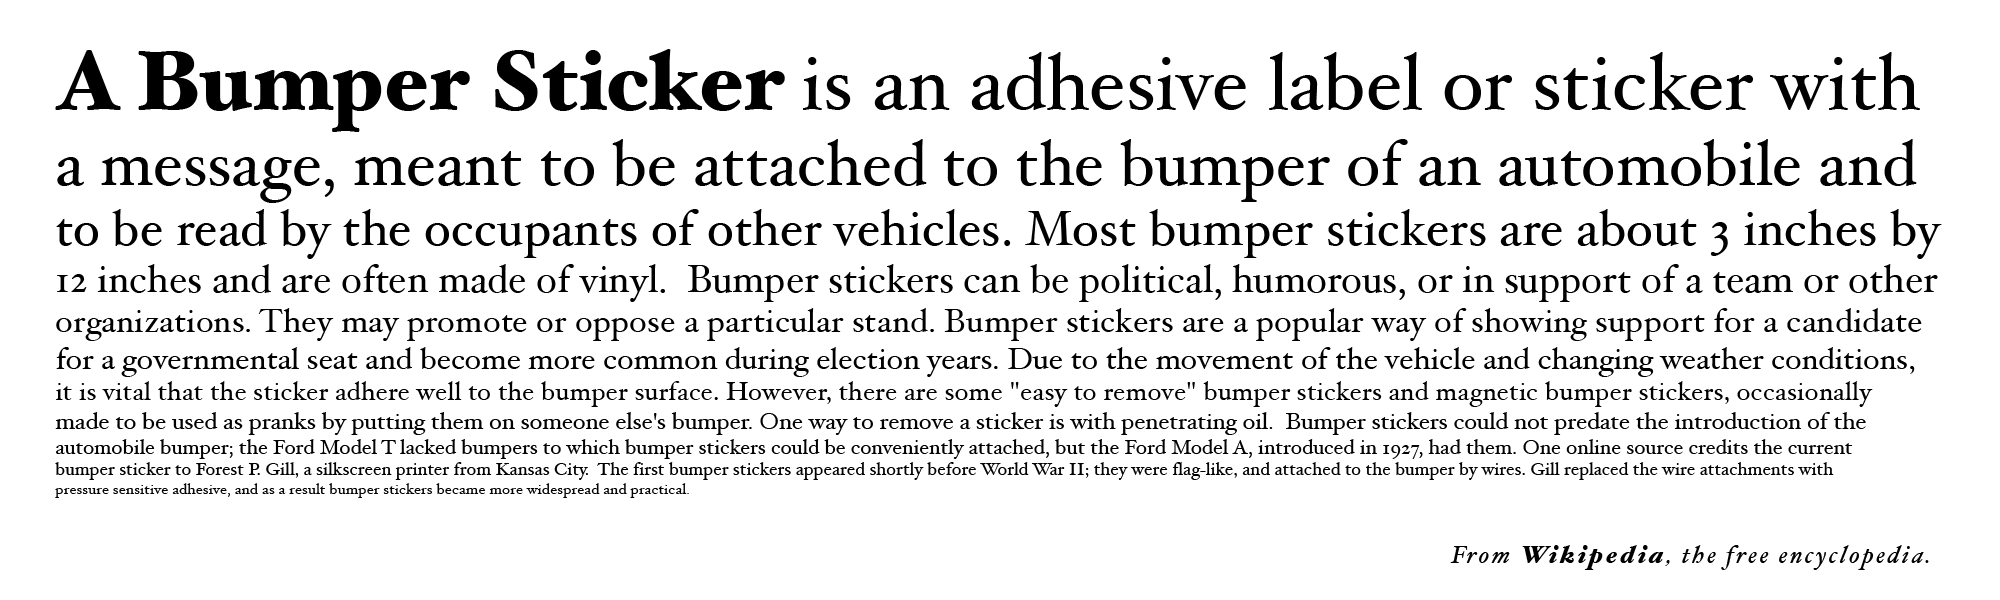 A Bumper Sticker is an adhesive label or sticker with
a message, meant to be attached to the bumper of an automobile and
to be read by the occupants of other vehicles. Most bumper stickers are about 3 inches by
12 inches and are often made of vinyl.  Bumper stickers can be political, humorous, or in support of a team or other
organizations. They may promote or oppose a particular stand. Bumper stickers are a popular way of showing support for a candidate
for a governmental seat and become more common during election years. Due to the movement of the vehicle and changing weather conditions,
it is vital that the sticker adhere well to the bumper surface. However, there are some "easy to remove" bumper stickers and magnetic bumper stickers, occasionally
made to be used as pranks by putting them on someone else's bumper. One way to remove a sticker is with penetrating oil.  Bumper stickers could not predate the introduction of the
automobile bumper; the Ford Model T lacked bumpers to which bumper stickers could be conveniently attached, but the Ford Model A, introduced in 1927, had them. One online source credits the current
bumper sticker to Forest P. Gill, a silkscreen printer from Kansas City.  The first bumper stickers appeared shortly before World War II; they were flag-like, and attached to the bumper by wires. Gill replaced the wire attachments with
pressure sensitive adhesive, and as a result bumper stickers became more widespread and practical.
From Wikipedia, the free encyclopedia.